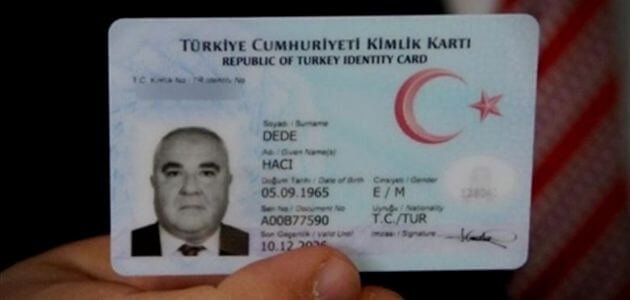 TÜRKİYE CUMHURİYETİ KİMLİK KARTI
REPUBLIC OF TURKEY IDENTITY CARD
T.C. Kimlik No / TR Identity No
Soyadı / Surname
DEDE
Adı / Given Name(s)
HACI
Doğum Tarihi / Date of Birth Cinsiyeti / Gender
05.09.1965 E / M
Seri No / Document No Uyruğu / Nationality
A00B77590 T.C./TUR
Son Geçerlilik / Valid Until İmzası / Signature
10.12.2026